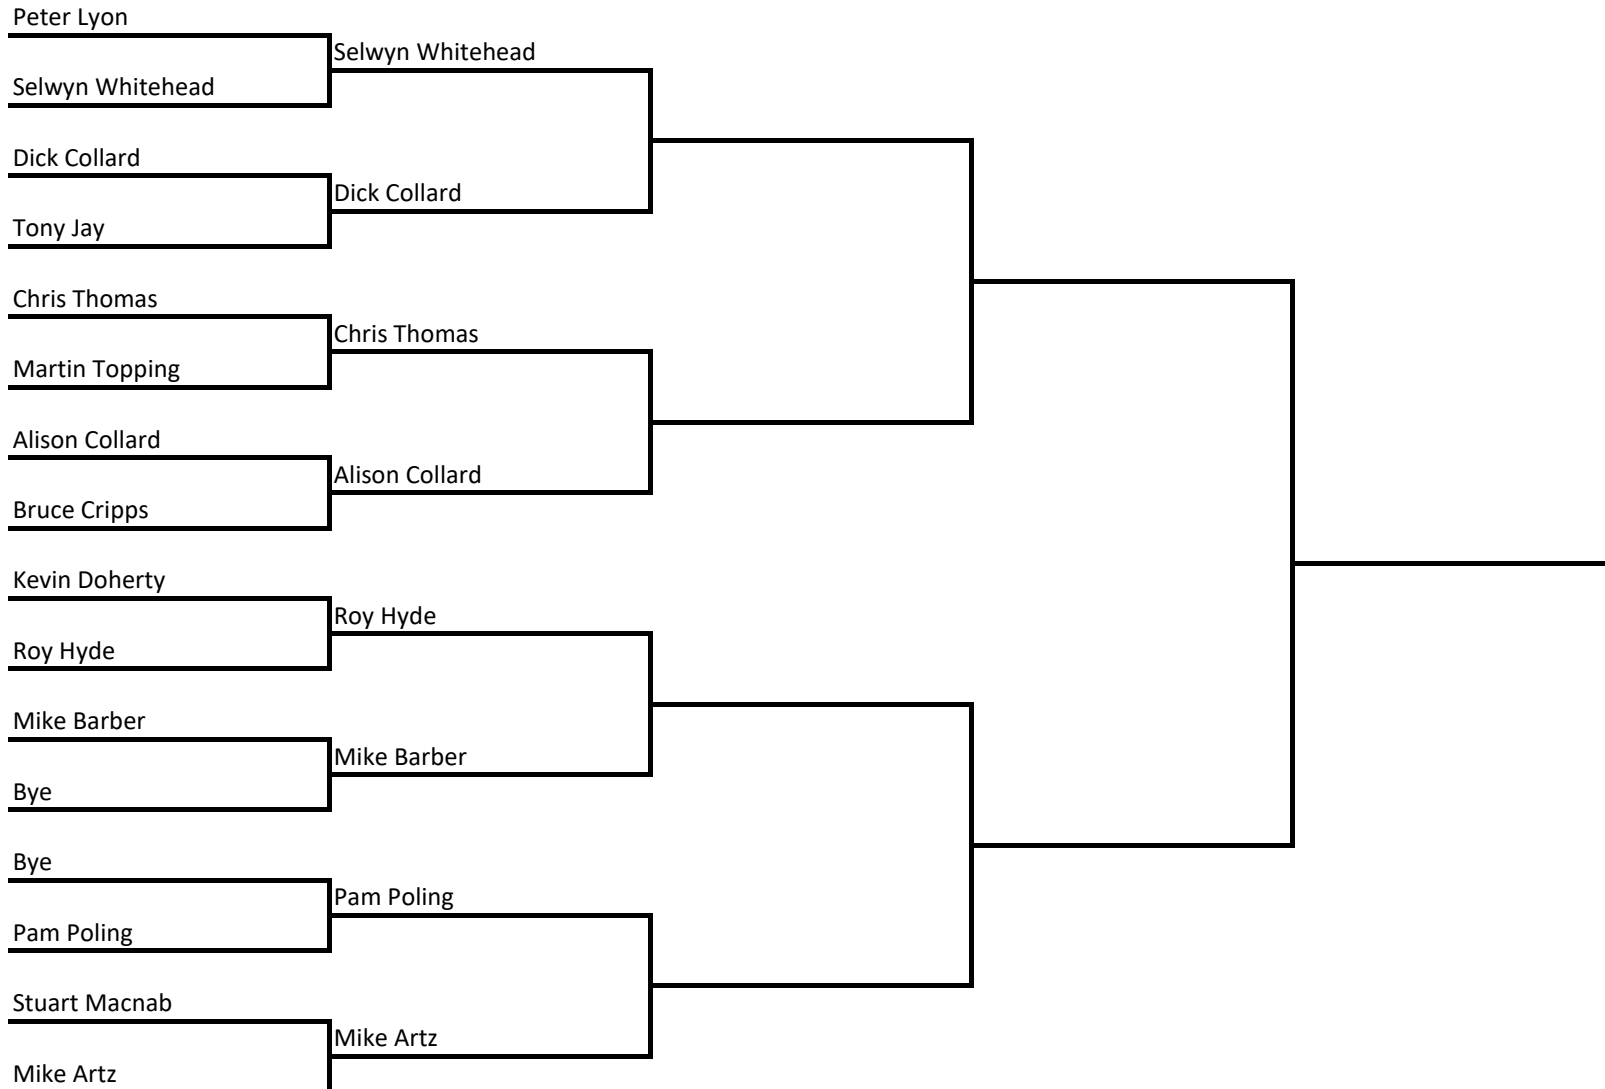 Peter Lyon
Selwyn Whitehead
Selwyn Whitehead
Dick Collard
Dick Collard
Tony Jay
Chris Thomas
Chris Thomas
Martin Topping
Alison Collard
Alison Collard
Bruce Cripps
Kevin Doherty
Roy Hyde
Roy Hyde
Mike Barber
Mike Barber
Bye
Bye
Pam Poling
Pam Poling
Stuart Macnab
Mike Artz
Mike Artz